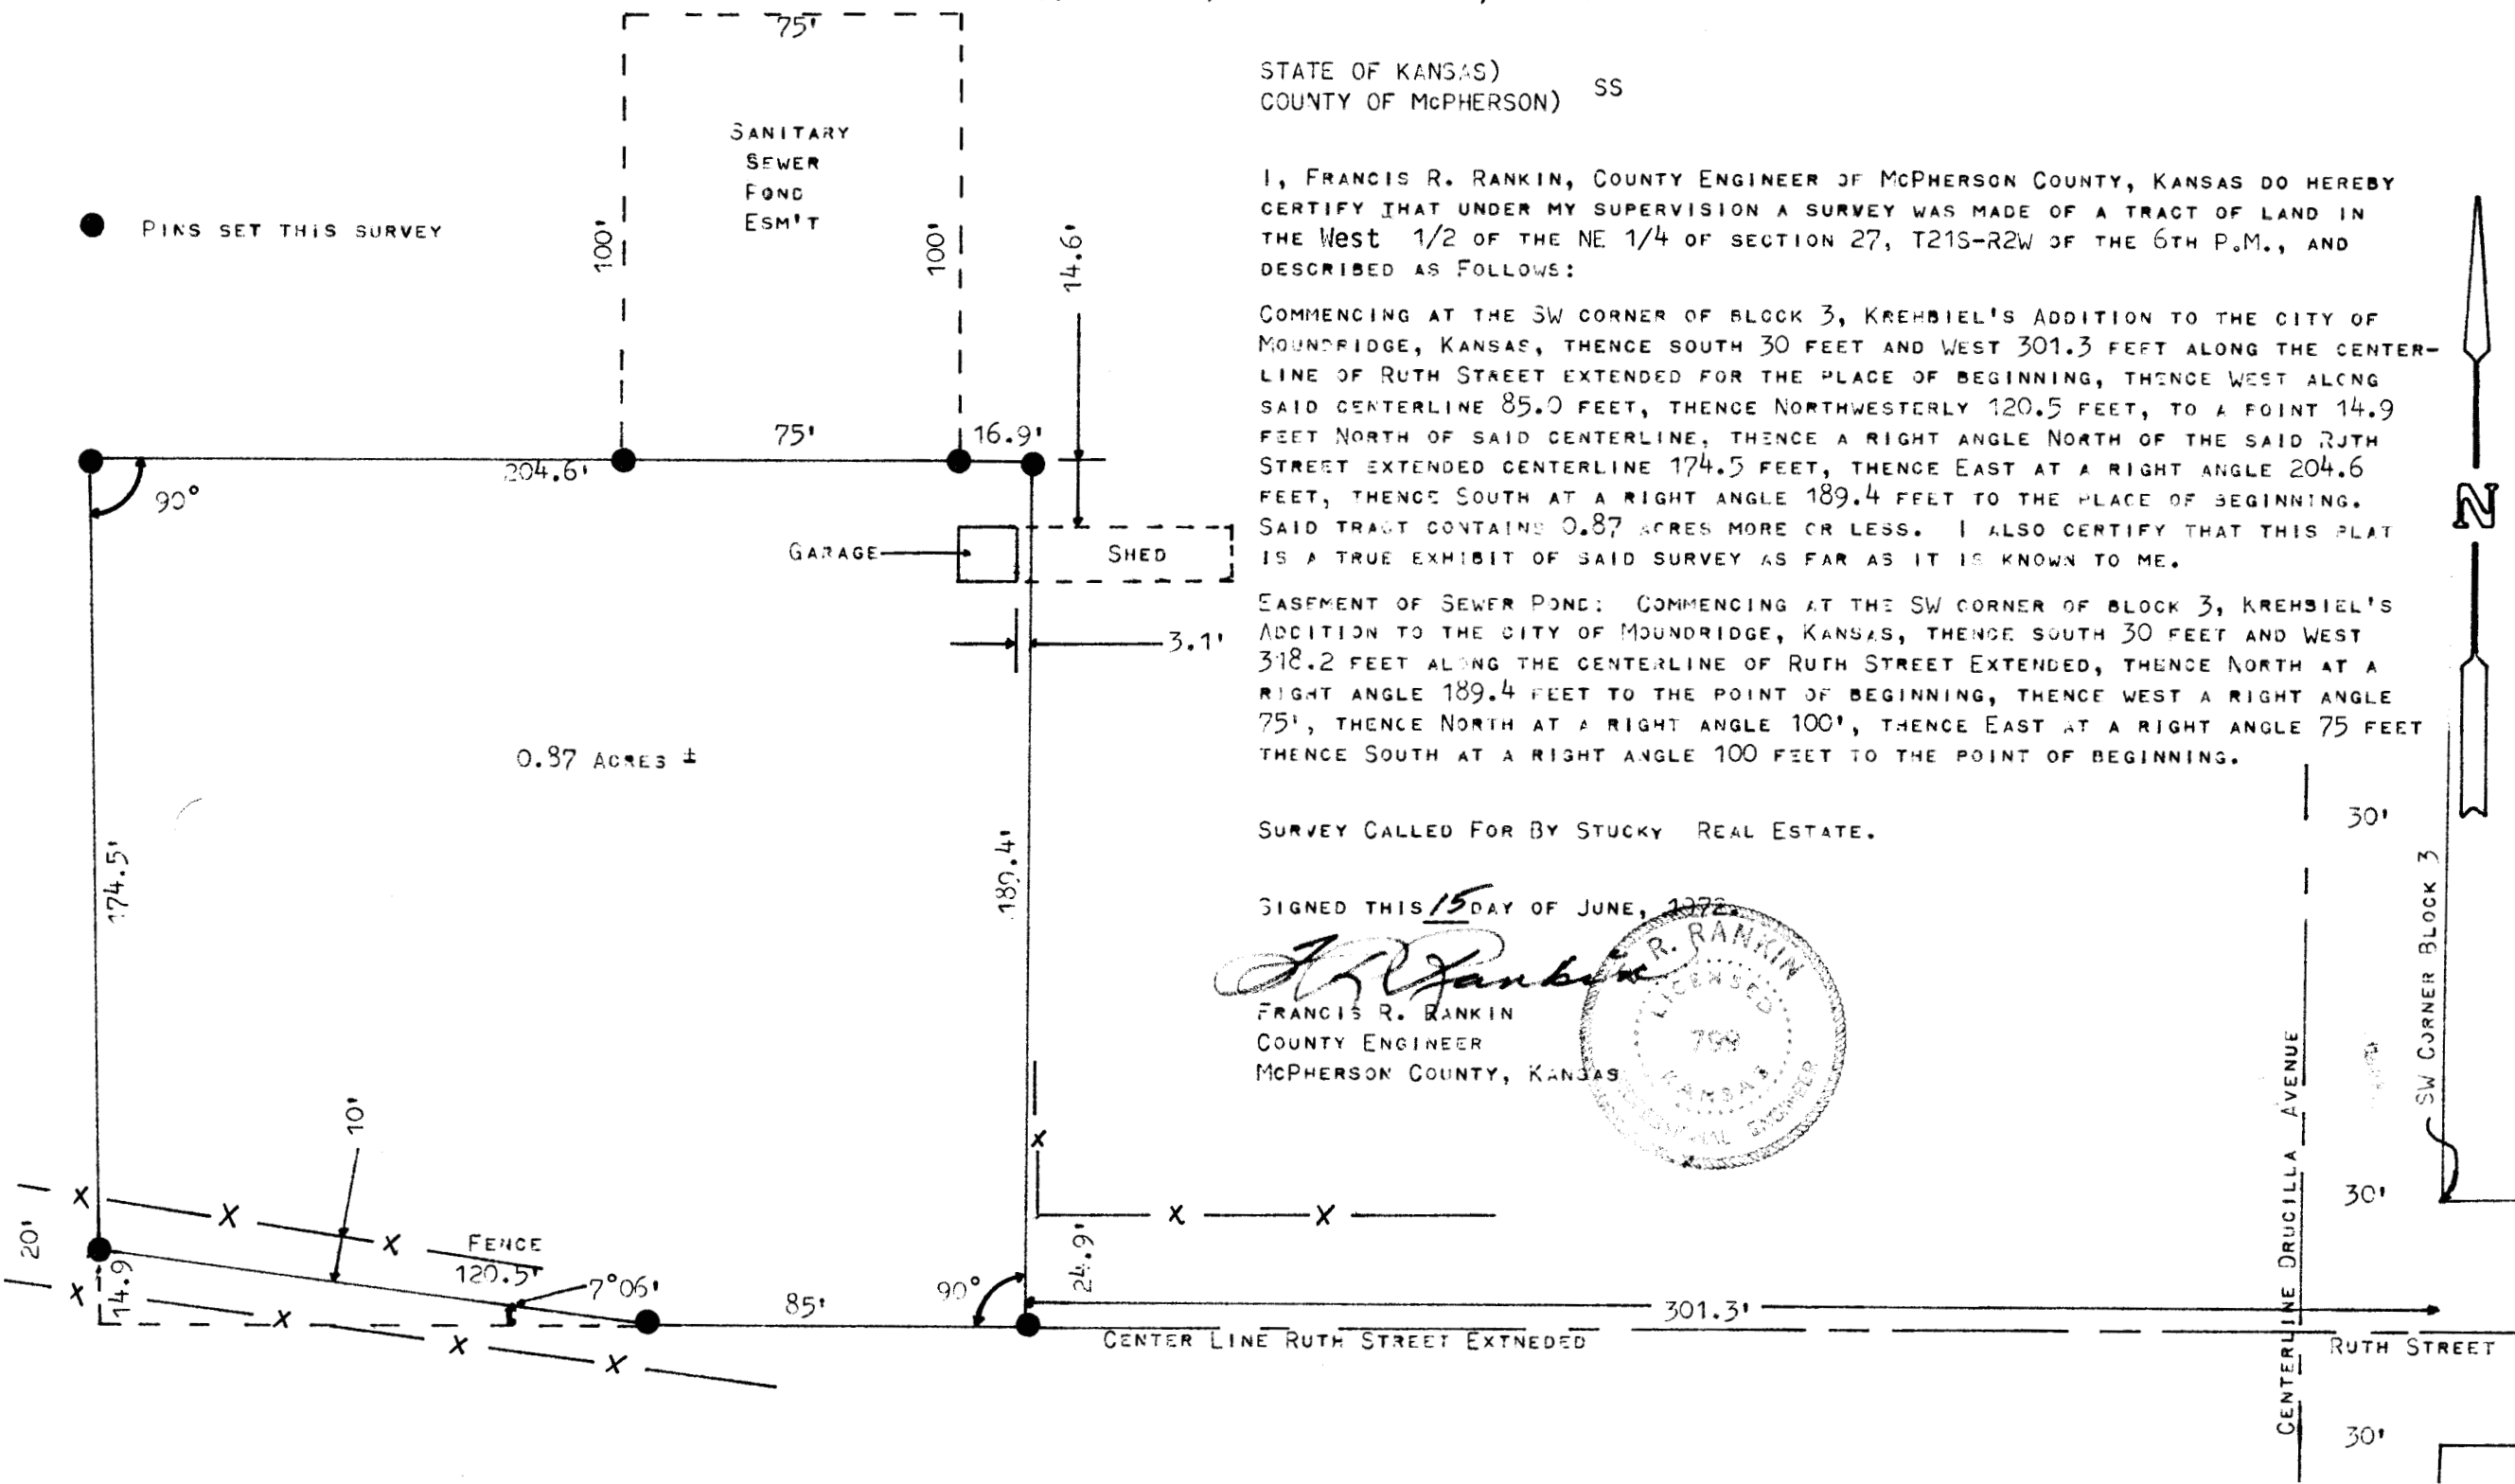 75'
SANITARY
SEWER
POND
ESM'T
100'
100'
14.6'
PINS SET THIS SURVEY
75'
16.9'
204.6'
90°
GARAGE
SHED
3.1'
0.87 ACRES ±
174.5'
189.4'
10'
20'
14.9
FENCE
120.5'
7°06'
85'
90°
24.9'
301.3'
CENTER LINE RUTH STREET EXTNEDED
RUTH STREET
CENTERLINE DRUCILLA AVENUE
SW CORNER BLOCK 3
30'
30'
30'
N
STATE OF KANSAS)
SS
COUNTY OF McPHERSON)
I, FRANCIS R. RANKIN, COUNTY ENGINEER OF McPHERSON COUNTY, KANSAS DO HEREBY
CERTIFY THAT UNDER MY SUPERVISION A SURVEY WAS MADE OF A TRACT OF LAND IN
THE West 1/2 OF THE NE 1/4 OF SECTION 27, T21S-R2W OF THE 6TH P.M., AND
DESCRIBED AS FOLLOWS:
COMMENCING AT THE SW CORNER OF BLOCK 3, KREHBIEL'S ADDITION TO THE CITY OF
MOUNDRIDGE, KANSAS, THENCE SOUTH 30 FEET AND WEST 301.3 FEET ALONG THE CENTER-
LINE OF RUTH STREET EXTENDED FOR THE PLACE OF BEGINNING, THENCE WEST ALONG
SAID CENTERLINE 85.0 FEET, THENCE NORTHWESTERLY 120.5 FEET, TO A POINT 14.9
FEET NORTH OF SAID CENTERLINE, THENCE A RIGHT ANGLE NORTH OF THE SAID RUTH
STREET EXTENDED CENTERLINE 174.5 FEET, THENCE EAST AT A RIGHT ANGLE 204.6
FEET, THENCE SOUTH AT A RIGHT ANGLE 189.4 FEET TO THE PLACE OF BEGINNING.
SAID TRACT CONTAINS 0.87 ACRES MORE OR LESS. I ALSO CERTIFY THAT THIS PLAT
IS A TRUE EXHIBIT OF SAID SURVEY AS FAR AS IT IS KNOWN TO ME.
EASEMENT OF SEWER POND: COMMENCING AT THE SW CORNER OF BLOCK 3, KREHBIEL'S
ADDITION TO THE CITY OF MOUNDRIDGE, KANSAS, THENCE SOUTH 30 FEET AND WEST
318.2 FEET ALONG THE CENTERLINE OF RUTH STREET EXTENDED, THENCE NORTH AT A
RIGHT ANGLE 189.4 FEET TO THE POINT OF BEGINNING, THENCE WEST A RIGHT ANGLE
75', THENCE NORTH AT A RIGHT ANGLE 100', THENCE EAST AT A RIGHT ANGLE 75 FEET
THENCE SOUTH AT A RIGHT ANGLE 100 FEET TO THE POINT OF BEGINNING.
SURVEY CALLED FOR BY STUCKY REAL ESTATE.
SIGNED THIS 15 DAY OF JUNE, 1972.
F R Rankin
FRANCIS R. RANKIN
COUNTY ENGINEER
McPHERSON COUNTY, KANSAS
R. RANKIN
LICENSED
799
KANSAS
ENGINEER